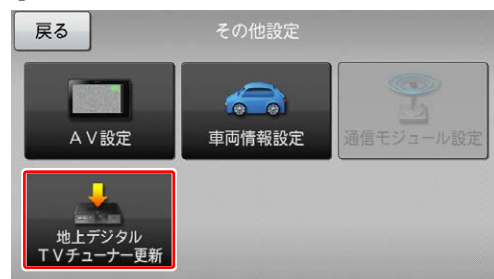 戻る
その他設定
AV設定
車両情報設定
通信モジュール設定
地上デジタル
TVチューナー更新